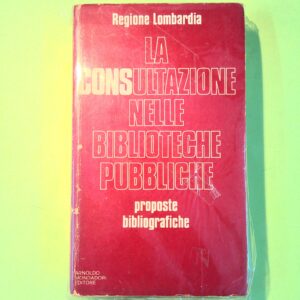 Regione Lombardia
LA
CONSULTAZIONE
NELLE
BIBLIOTECHE
PUBBLICHE
proposte
bibliografiche
ARNOLDO
MONDADORI
EDITORE